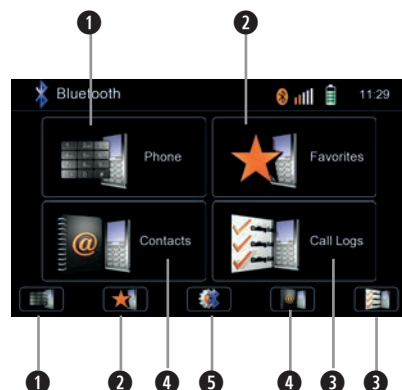 1 2
Bluetooth 11:29
Phone Favorites
Contacts Call Logs
1 2 4 5 4 3 3